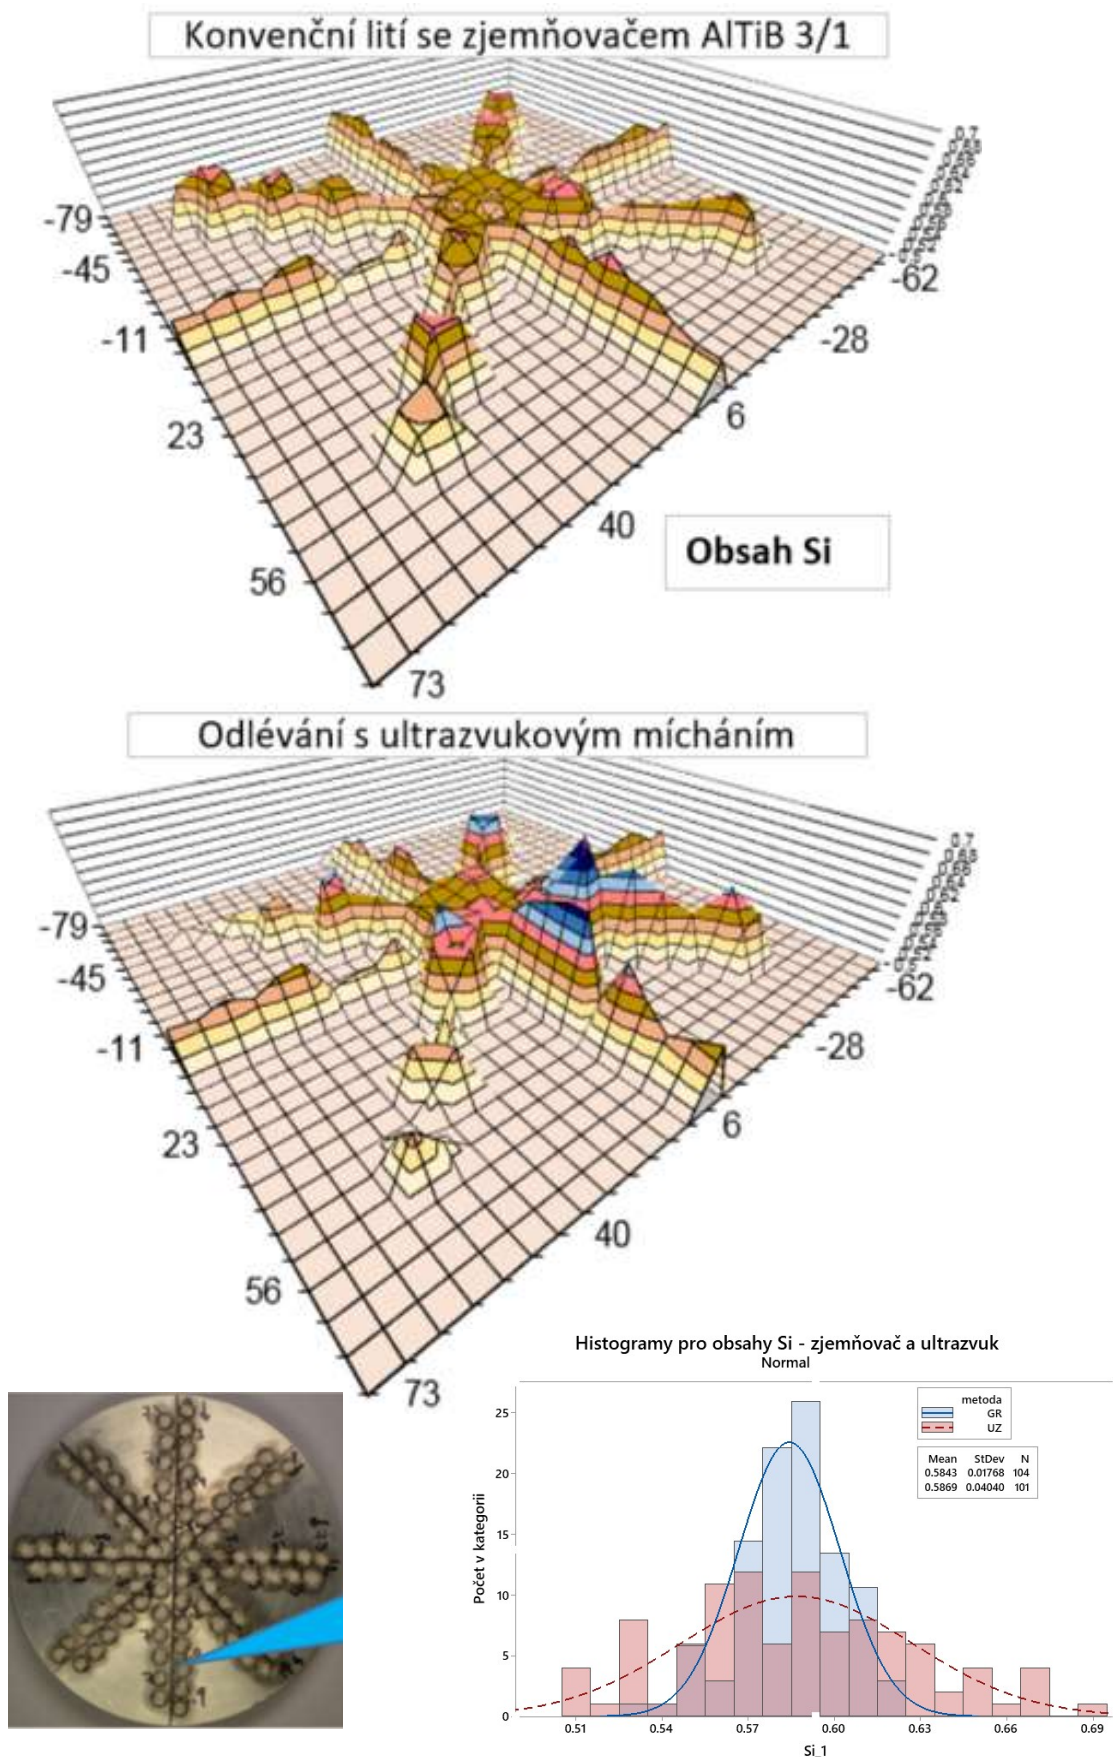 Konvenční lití se zjemňovačem AlTiB 3/1
0.7
-79
-45
-11
23
56
-62
-28
6
40
73
Obsah Si
Odlévání s ultrazvukovým mícháním
0.7
0.68
-79
-45
-11
23
56
-62
-28
6
40
73
Histogramy pro obsahy Si - zjemňovač a ultrazvuk
Normal
metoda
GR
UZ
Mean StDev N
0.5843 0.01768 104
0.5869 0.04040 101
Počet v kategorii
25
20
15
10
5
0
0.51 0.54 0.57 0.60 0.63 0.66 0.69
Si_1